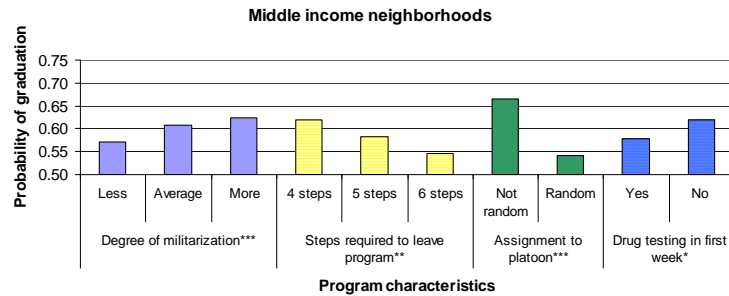 Middle income neighborhoods
Probability of graduation
0.75
0.70
0.65
0.60
0.55
0.50
Less Average More 4 steps 5 steps 6 steps Not random Random Yes No
Degree of militarization*** Steps required to leave program** Assignment to platoon*** Drug testing in first week*
Program characteristics